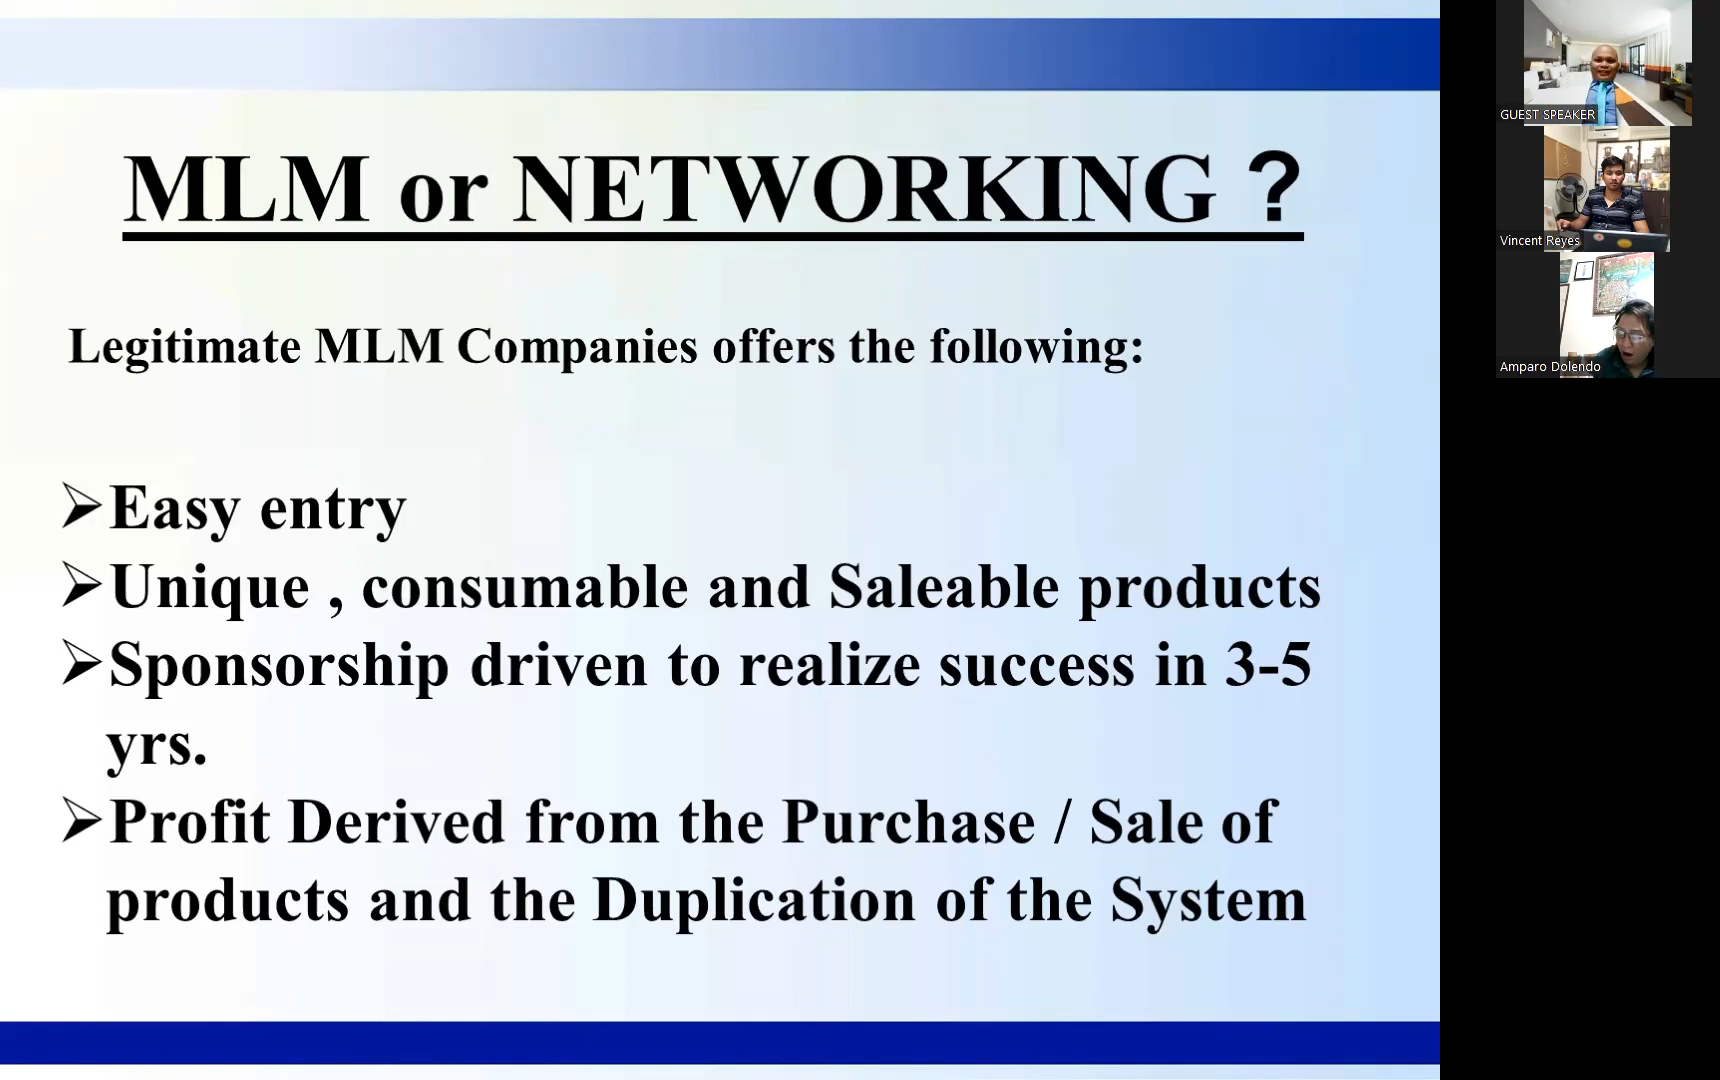 MLM or NETWORKING ?
Legitimate MLM Companies offers the following:
➢Easy entry
➢Unique , consumable and Saleable products
➢Sponsorship driven to realize success in 3-5
yrs.
➢Profit Derived from the Purchase / Sale of
products and the Duplication of the System
GUEST SPEAKER
Vincent Reyes
Amparo Dolendo